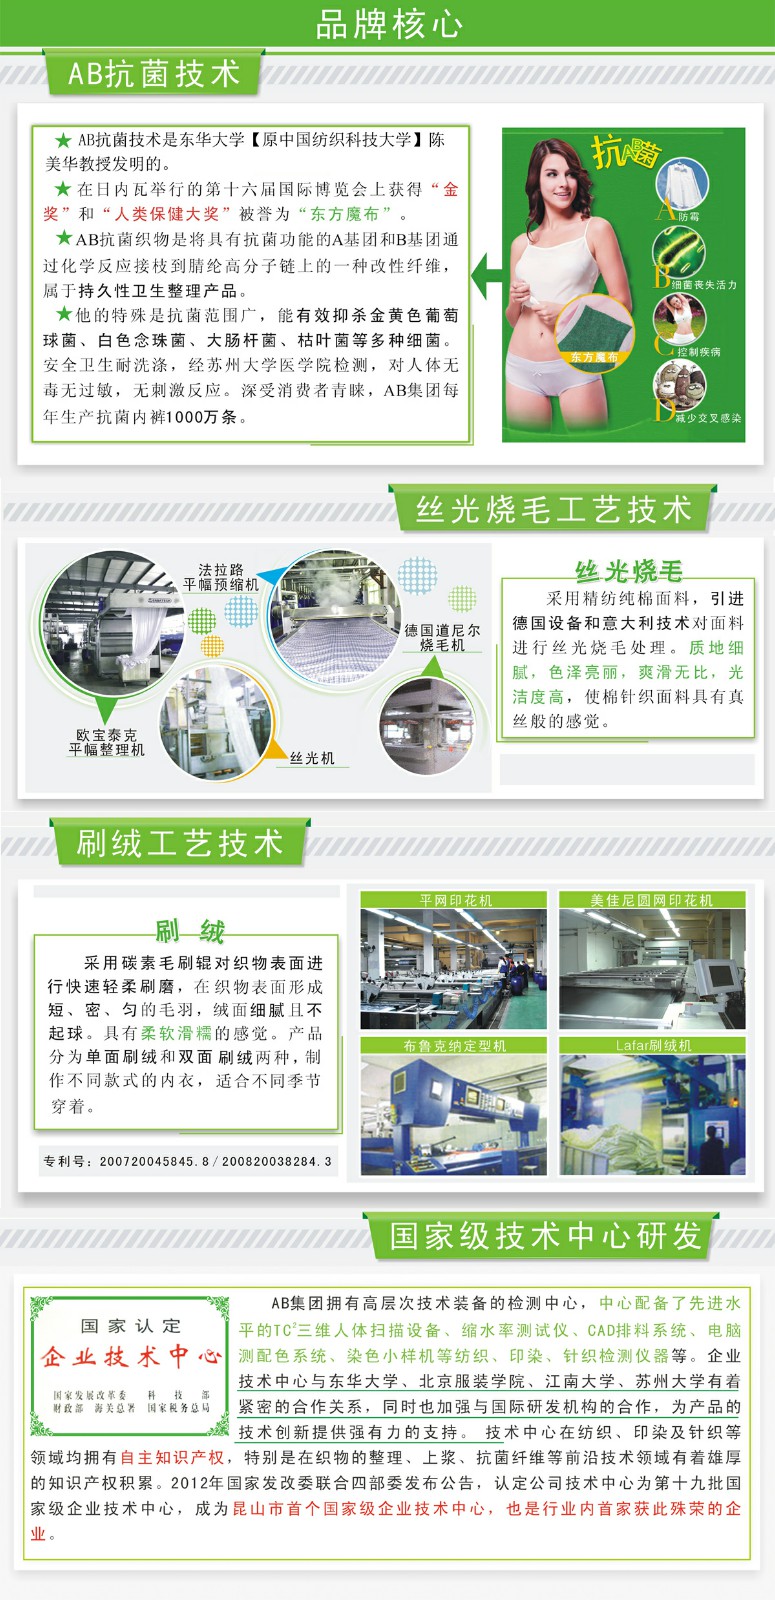 品牌核心
AB抗菌技术
★ AB抗菌技术是东华大学【原中国纺织科技大学】陈
美华教授发明的。
★ 在日内瓦举行的第十六届国际博览会上获得“金
奖”和“人类保健大奖”被誉为“东方魔布”。
★ AB抗菌织物是将具有抗菌功能的A基团和B基团通
过化学反应接枝到腈纶高分子链上的一种改性纤维，
属于持久性卫生整理产品。
★ 他的特殊是抗菌范围广，能有效抑杀金黄色葡萄
球菌、白色念珠菌、大肠杆菌、枯叶菌等多种细菌。
安全卫生耐洗涤，经苏州大学医学院检测，对人体无
毒无过敏，无刺激反应。深受消费者青睐，AB集团每
年生产抗菌内裤1000万条。
抗AB菌
A防霉
B细菌丧失活力
C控制疾病
D减少交叉感染
东方魔布
丝光烧毛工艺技术
法拉路
平幅预缩机
德国道尼尔
烧毛机
欧宝泰克
平幅整理机
丝光机
丝光烧毛
采用精纺纯棉面料，引进
德国设备和意大利技术对面料
进行丝光烧毛处理。质地细
腻，色泽亮丽，爽滑无比，光
洁度高，使棉针织面料具有真
丝般的感觉。
刷绒工艺技术
刷 绒
采用碳素毛刷辊对织物表面进
行快速轻柔刷磨，在织物表面形成
短、密、匀的毛羽，绒面细腻且不
起球。具有柔软滑糯的感觉。产品
分为单面刷绒和双面刷绒两种，制
作不同款式的内衣，适合不同季节
穿着。
专利号：200720045845.8/200820038284.3
平网印花机
美佳尼圆网印花机
布鲁克纳定型机
Lafar刷绒机
国家级技术中心研发
国家认定
企业技术中心
国家发展改革委 科技部
财政部 海关总署 国家税务总局
AB集团拥有高层次技术装备的检测中心，中心配备了先进水
平的TC²三维人体扫描设备、缩水率测试仪、CAD排料系统、电脑
测配色系统、染色小样机等纺织、印染、针织检测仪器等。企业
技术中心与东华大学、北京服装学院、江南大学、苏州大学有着
紧密的合作关系，同时也加强与国际研发机构的合作，为产品的
技术创新提供强有力的支持。技术中心在纺织、印染及针织等
领域均拥有自主知识产权，特别是在织物的整理、上浆、抗菌纤维等前沿技术领域有着雄厚
的知识产权积累。2012年国家发改委联合四部委发布公告，认定公司技术中心为第十九批国
家级企业技术中心，成为昆山市首个国家级企业技术中心，也是行业内首家获此殊荣的企
业。